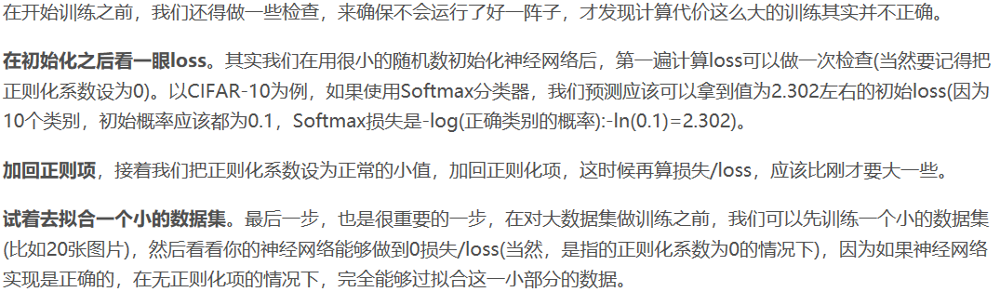 在开始训练之前，我们还得做一些检查，来确保不会运行了好一阵子，才发现计算代价这么大的训练其实并不正确。
在初始化之后看一眼loss。其实我们在用很小的随机数初始化神经网络后，第一遍计算loss可以做一次检查(当然要记得把
正则化系数设为0)。以CIFAR-10为例，如果使用Softmax分类器，我们预测应该可以拿到值为2.302左右的初始loss(因为
10个类别，初始概率应该都为0.1，Softmax损失是-log(正确类别的概率):-ln(0.1)=2.302)。
加回正则项，接着我们把正则化系数设为正常的小值，加回正则化项，这时候再算损失/loss，应该比刚才要大一些。
试着去拟合一个小的数据集。最后一步，也是很重要的一步，在对大数据集做训练之前，我们可以先训练一个小的数据集
(比如20张图片)，然后看看你的神经网络能够做到0损失/loss(当然，是指的正则化系数为0的情况下)，因为如果神经网络
实现是正确的，在无正则化项的情况下，完全能够过拟合这一小部分的数据。